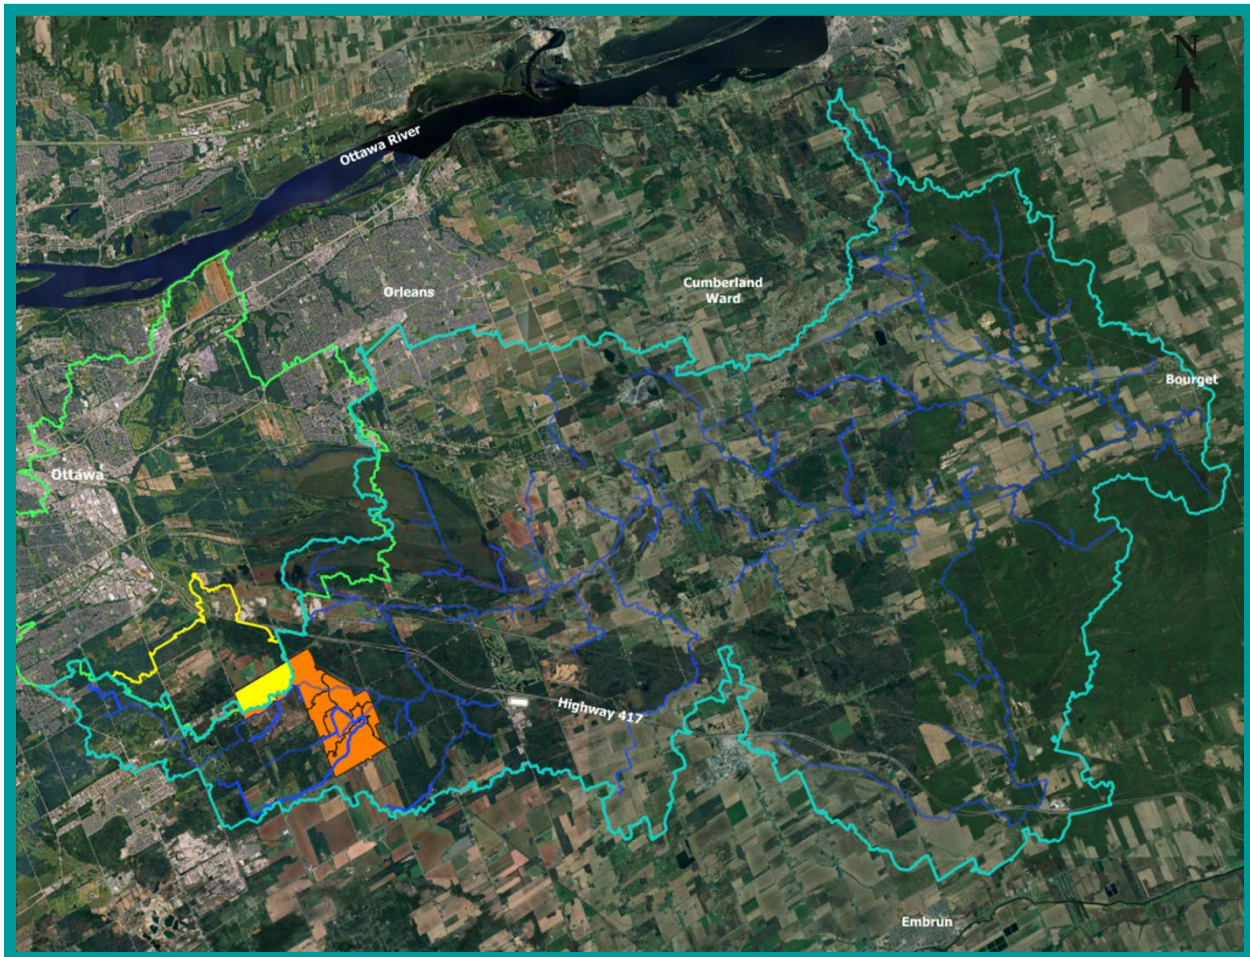 N
Ottawa River
Orleans
Cumberland
Ward
Bourget
Ottawa
Highway 417
Embrun